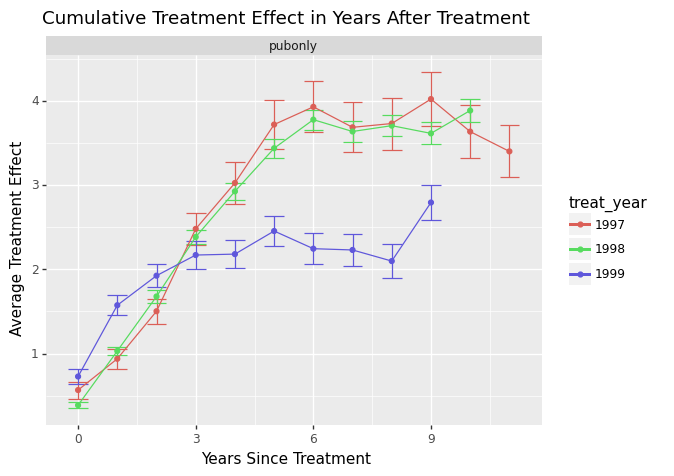 Cumulative Treatment Effect in Years After Treatment
pubonly
Average Treatment Effect
4
3
2
1
0
3
6
9
Years Since Treatment
treat_year
1997
1998
1999